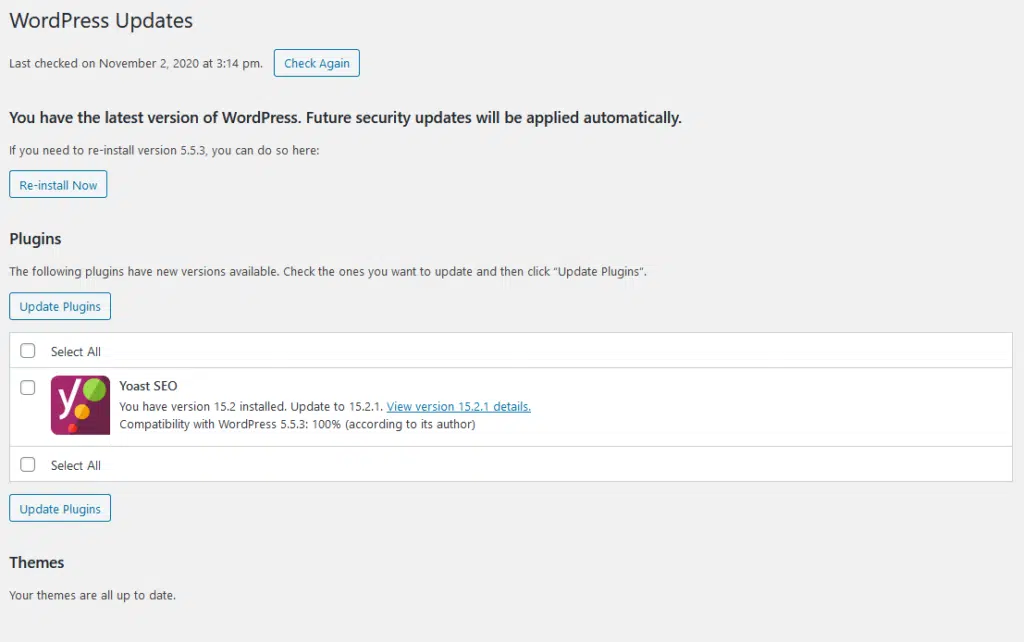 WordPress Updates
Last checked on November 2, 2020 at 3:14 pm. Check Again
You have the latest version of WordPress. Future security updates will be applied automatically.
If you need to re-install version 5.5.3, you can do so here:
Re-install Now
Plugins
The following plugins have new versions available. Check the ones you want to update and then click “Update Plugins”.
Update Plugins
Select All
y
Yoast SEO
You have version 15.2 installed. Update to 15.2.1. View version 15.2.1 details.
Compatibility with WordPress 5.5.3: 100% (according to its author)
Select All
Update Plugins
Themes
Your themes are all up to date.